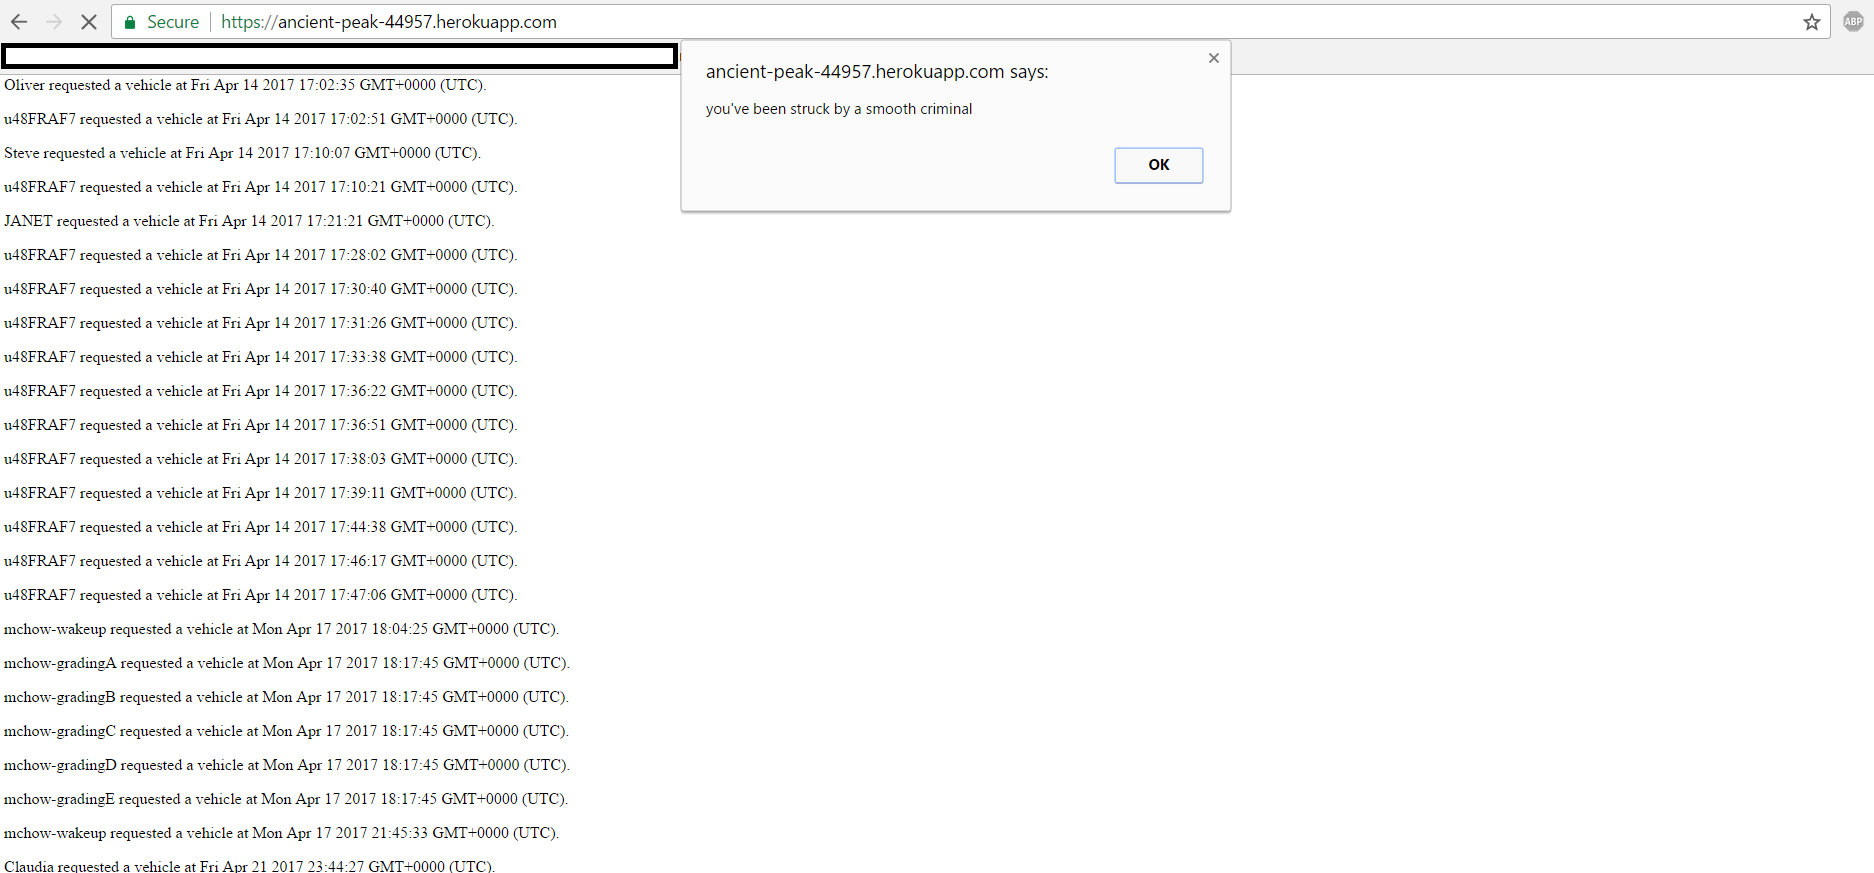 Secure https://ancient-peak-44957.herokuapp.com
ABP
ancient-peak-44957.herokuapp.com says:
you've been struck by a smooth criminal
OK
Oliver requested a vehicle at Fri Apr 14 2017 17:02:35 GMT+0000 (UTC).
u48FRAF7 requested a vehicle at Fri Apr 14 2017 17:02:51 GMT+0000 (UTC).
Steve requested a vehicle at Fri Apr 14 2017 17:10:07 GMT+0000 (UTC).
u48FRAF7 requested a vehicle at Fri Apr 14 2017 17:10:21 GMT+0000 (UTC).
JANET requested a vehicle at Fri Apr 14 2017 17:21:21 GMT+0000 (UTC).
u48FRAF7 requested a vehicle at Fri Apr 14 2017 17:28:02 GMT+0000 (UTC).
u48FRAF7 requested a vehicle at Fri Apr 14 2017 17:30:40 GMT+0000 (UTC).
u48FRAF7 requested a vehicle at Fri Apr 14 2017 17:31:26 GMT+0000 (UTC).
u48FRAF7 requested a vehicle at Fri Apr 14 2017 17:33:38 GMT+0000 (UTC).
u48FRAF7 requested a vehicle at Fri Apr 14 2017 17:36:22 GMT+0000 (UTC).
u48FRAF7 requested a vehicle at Fri Apr 14 2017 17:36:51 GMT+0000 (UTC).
u48FRAF7 requested a vehicle at Fri Apr 14 2017 17:38:03 GMT+0000 (UTC).
u48FRAF7 requested a vehicle at Fri Apr 14 2017 17:39:11 GMT+0000 (UTC).
u48FRAF7 requested a vehicle at Fri Apr 14 2017 17:44:38 GMT+0000 (UTC).
u48FRAF7 requested a vehicle at Fri Apr 14 2017 17:46:17 GMT+0000 (UTC).
u48FRAF7 requested a vehicle at Fri Apr 14 2017 17:47:06 GMT+0000 (UTC).
mchow-wakeup requested a vehicle at Mon Apr 17 2017 18:04:25 GMT+0000 (UTC).
mchow-gradingA requested a vehicle at Mon Apr 17 2017 18:17:45 GMT+0000 (UTC).
mchow-gradingB requested a vehicle at Mon Apr 17 2017 18:17:45 GMT+0000 (UTC).
mchow-gradingC requested a vehicle at Mon Apr 17 2017 18:17:45 GMT+0000 (UTC).
mchow-gradingD requested a vehicle at Mon Apr 17 2017 18:17:45 GMT+0000 (UTC).
mchow-gradingE requested a vehicle at Mon Apr 17 2017 18:17:45 GMT+0000 (UTC).
mchow-wakeup requested a vehicle at Mon Apr 17 2017 21:45:33 GMT+0000 (UTC).
Claudia requested a vehicle at Fri Apr 21 2017 23:44:27 GMT+0000 (UTC).